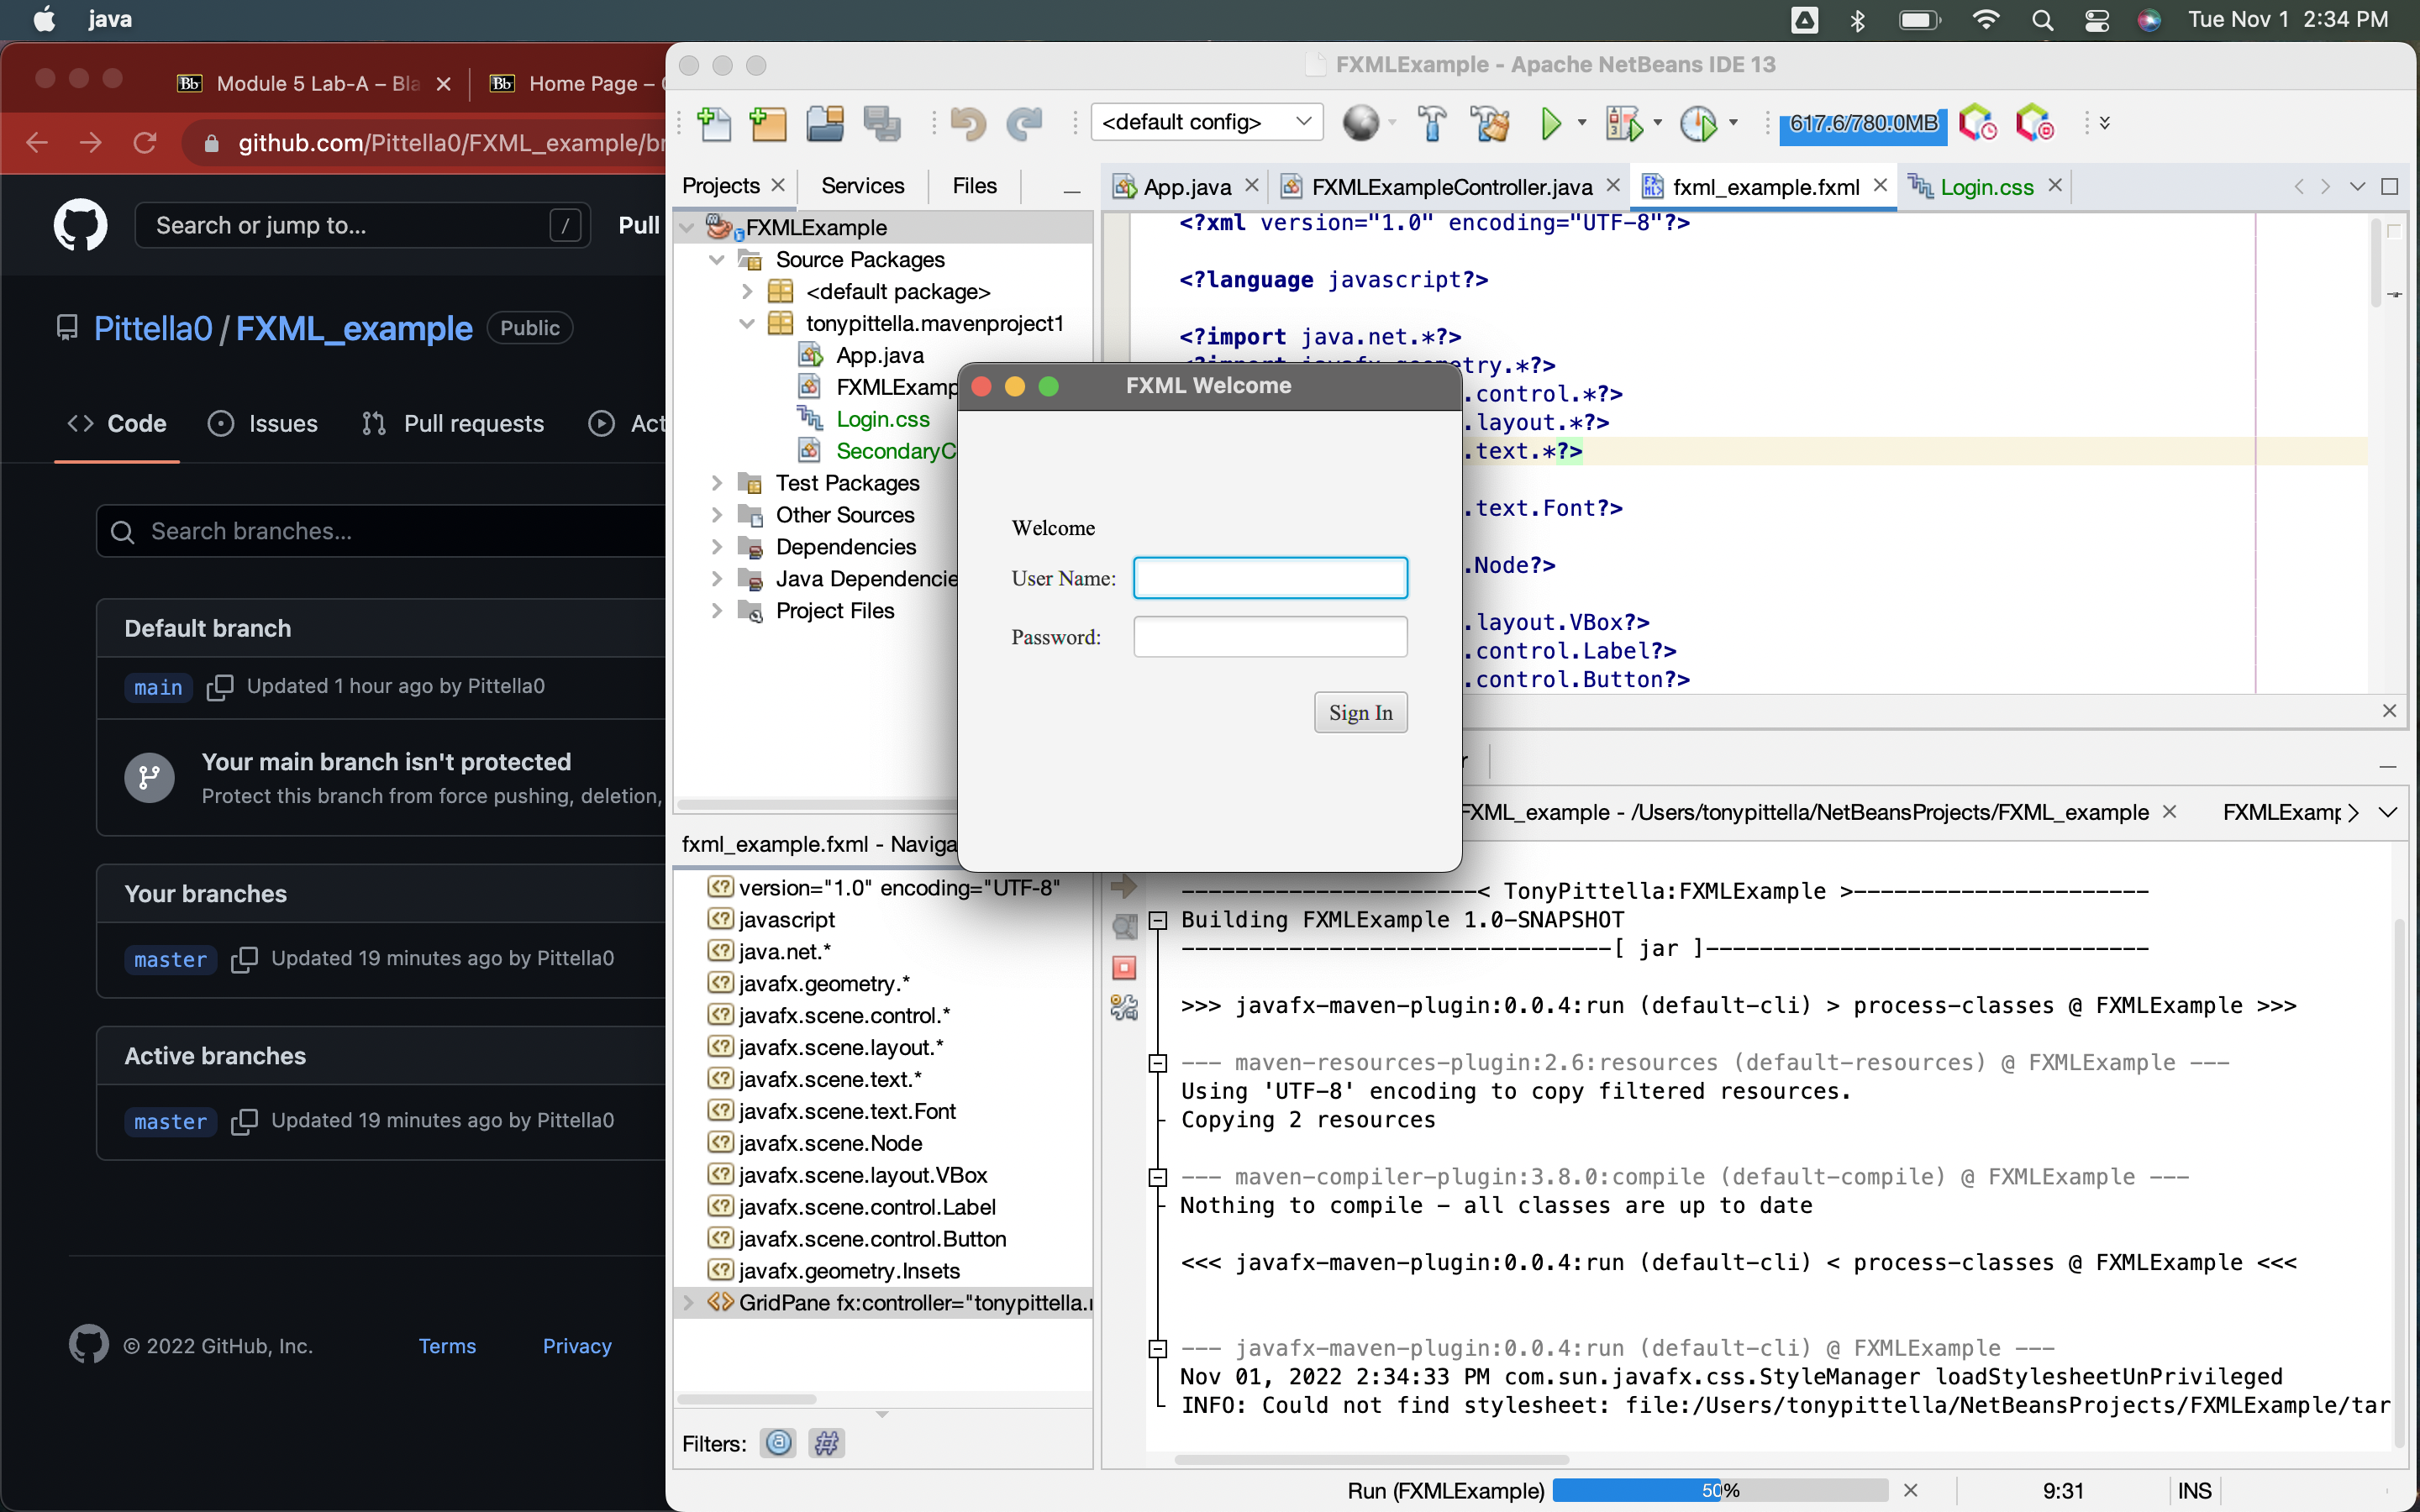 java
Tue Nov 1 2:34 PM
Module 5 Lab-A – Bla
Home Page –
github.com/Pittella0/FXML_example/br
Search or jump to...
/
Pull
Pittella0 / FXML_example
Public
Code
Issues
Pull requests
Act
Search branches...
Default branch
main
Updated 1 hour ago by Pittella0
Your main branch isn't protected
Protect this branch from force pushing, deletion,
Your branches
master
Updated 19 minutes ago by Pittella0
Active branches
master
Updated 19 minutes ago by Pittella0
© 2022 GitHub, Inc.
Terms
Privacy
FXMLExample - Apache NetBeans IDE 13
<default config>
617.6/780.0MB
Projects
Services
Files
FXMLExample
Source Packages
<default package>
tonypittella.mavenproject1
App.java
FXMLExamp
Login.css
SecondaryC
Test Packages
Other Sources
Dependencies
Java Dependencie
Project Files
fxml_example.fxml - Naviga
version="1.0" encoding="UTF-8"
javascript
java.net.*
javafx.geometry.*
javafx.scene.control.*
javafx.scene.layout.*
javafx.scene.text.*
javafx.scene.text.Font
javafx.scene.Node
javafx.scene.layout.VBox
javafx.scene.control.Label
javafx.scene.control.Button
javafx.geometry.Insets
GridPane fx:controller="tonypittella.
Filters:
App.java
FXMLExampleController.java
fxml_example.fxml
Login.css
<?xml version="1.0" encoding="UTF-8"?>
<?language javascript?>
<?import java.net.*?>
<?import javafx.geometry.*?>
.control.*?>
.layout.*?>
.text.*?>
.text.Font?>
.Node?>
.layout.VBox?>
.control.Label?>
.control.Button?>
FXML Welcome
Welcome
User Name:
Password:
Sign In
FXML_example - /Users/tonypittella/NetBeansProjects/FXML_example
FXMLExamp
------------------------< TonyPittella:FXMLExample >------------------------
Building FXMLExample 1.0-SNAPSHOT
--------------------------------[ jar ]---------------------------------
>>> javafx-maven-plugin:0.0.4:run (default-cli) > process-classes @ FXMLExample >>>
--- maven-resources-plugin:2.6:resources (default-resources) @ FXMLExample ---
Using 'UTF-8' encoding to copy filtered resources.
Copying 2 resources
--- maven-compiler-plugin:3.8.0:compile (default-compile) @ FXMLExample ---
Nothing to compile - all classes are up to date
<<< javafx-maven-plugin:0.0.4:run (default-cli) < process-classes @ FXMLExample <<<
--- javafx-maven-plugin:0.0.4:run (default-cli) @ FXMLExample ---
Nov 01, 2022 2:34:33 PM com.sun.javafx.css.StyleManager loadStylesheetUnPrivileged
INFO: Could not find stylesheet: file:/Users/tonypittella/NetBeansProjects/FXMLExample/tar
Run (FXMLExample)
50%
9:31
INS